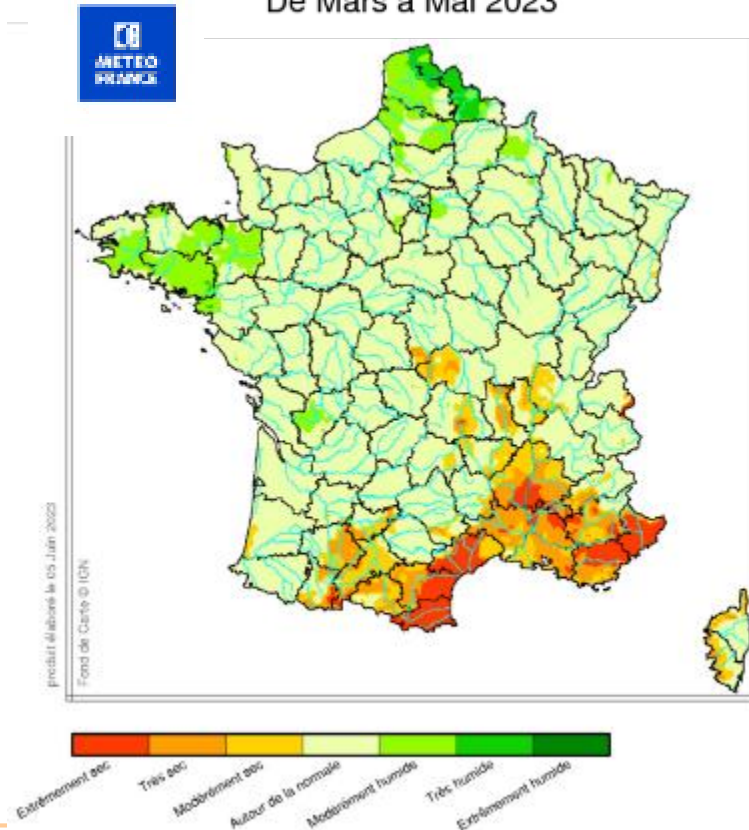 De Mars à Mai 2023
METEO
FRANCE
produit élaboré le 05 Juin 2023
Fond de Carte © IGN
Extrêmement sec
Très sec
Modérément sec
Autour de la normale
Modérément humide
Très humide
Extrêmement humide